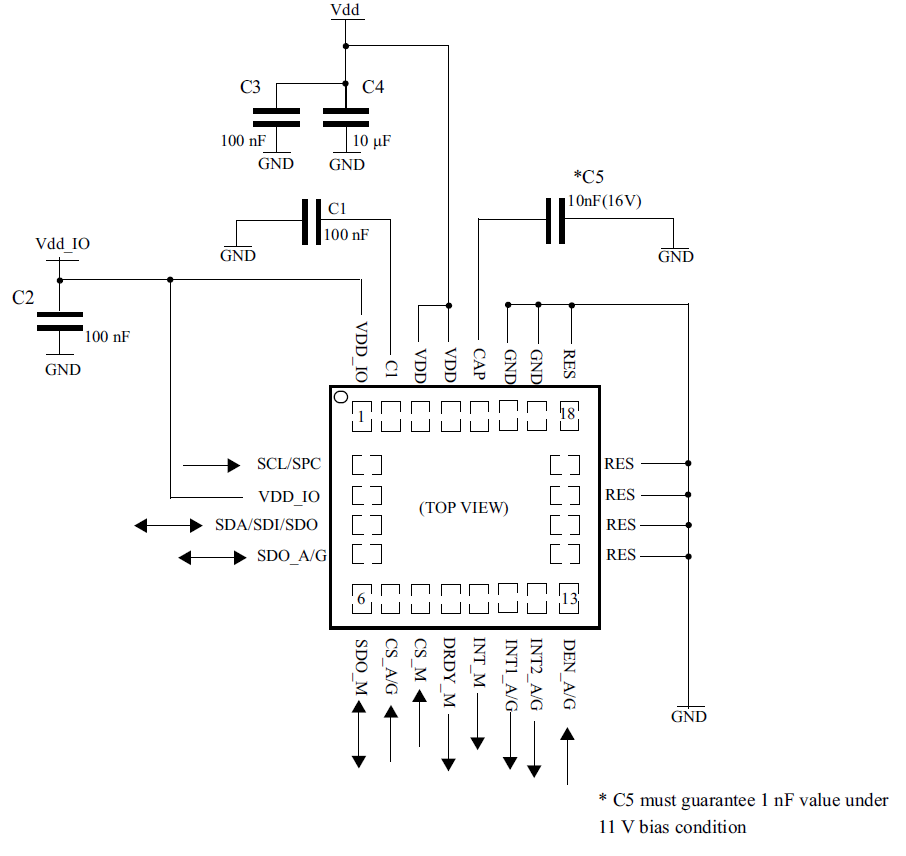 Vdd
C3
C4
100 nF
10 µF
GND
GND
*C5
10nF(16V)
C1
100 nF
GND
GND
Vdd_IO
C2
100 nF
GND
VDD_IO
C1
VDD
VDD
CAP
GND
GND
RES
1
18
SCL/SPC
RES
VDD_IO
RES
(TOP VIEW)
SDA/SDI/SDO
RES
SDO_A/G
RES
6
13
SDO_M
CS_A/G
CS_M
DRDY_M
INT_M
INT1_A/G
INT2_A/G
DEN_A/G
GND
* C5 must guarantee 1 nF value under
11 V bias condition